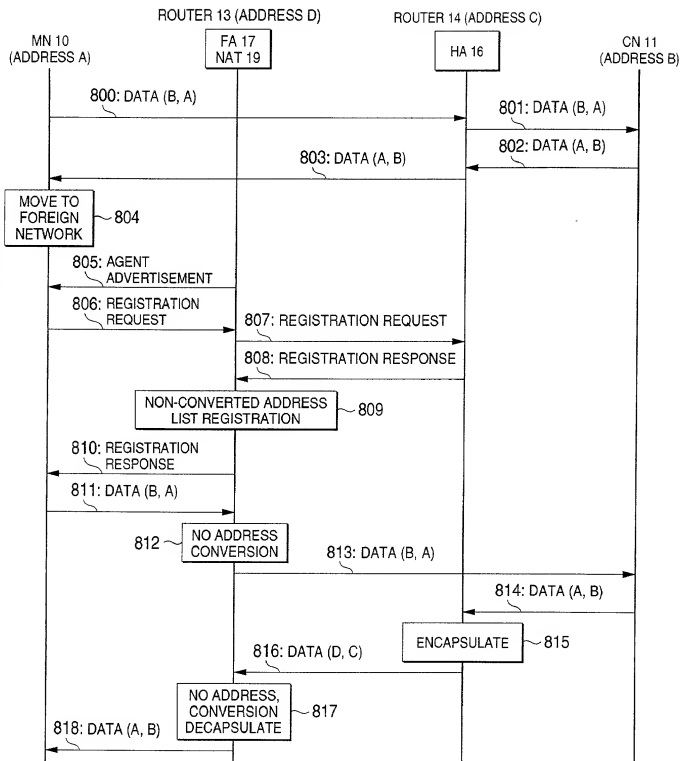 ROUTER 13 (ADDRESS D)
ROUTER 14 (ADDRESS C)
MN 10
(ADDRESS A)
FA 17
NAT 19
HA 16
CN 11
(ADDRESS B)
800: DATA (B, A)
801: DATA (B, A)
802: DATA (A, B)
803: DATA (A, B)
MOVE TO
FOREIGN
NETWORK
804
805: AGENT
ADVERTISEMENT
806: REGISTRATION
REQUEST
807: REGISTRATION REQUEST
808: REGISTRATION RESPONSE
NON-CONVERTED ADDRESS
LIST REGISTRATION
809
810: REGISTRATION
RESPONSE
811: DATA (B, A)
812
NO ADDRESS
CONVERSION
813: DATA (B, A)
814: DATA (A, B)
ENCAPSULATE
815
816: DATA (D, C)
NO ADDRESS,
CONVERSION
DECAPSULATE
817
818: DATA (A, B)